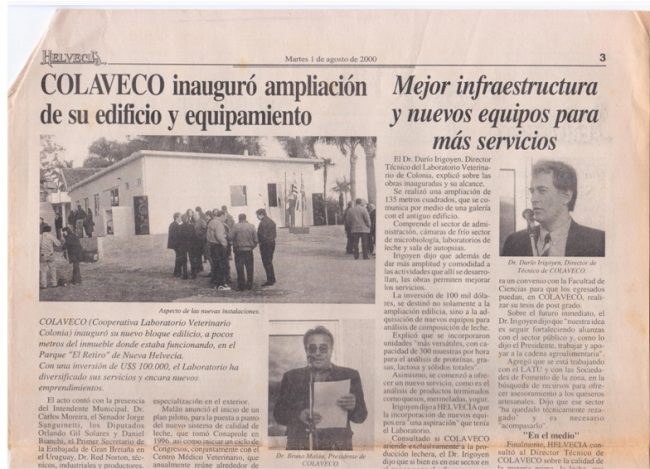 HELVECIA
Martes 1 de agosto de 2000
3
COLAVECO inauguró ampliación
de su edificio y equipamiento
Aspecto de las nuevas instalaciones.
COLAVECO (Cooperativa Laboratorio Veterinario
Colonia) inauguró su nuevo bloque edificio, a pocos
metros del inmueble donde estaba funcionando, en el
Parque "El Retiro" de Nueva Helvecia.
Con una inversión de U$S 100.000, el Laboratorio ha
diversificado sus servicios y encara nuevos
emprendimientos.
El acto contó con la presencia
del Intendente Municipal, Dr.
Carlos Moreira, el Senador Jorge
Sanguinetti, los Diputados
Orlando Gil Solares y Daniel
Bianchi, el Primer Secretario de
la Embajada de Gran Bretaña en
el Uruguay, Dr. Red Norton, téc-
nicos, industriales y productores.
especialización en el exterior.
Malán anunció el inicio de un
plan piloto, para la puesta a punto
del nuevo sistema de calidad de
leche, que tomó Conaprole en
1996, así como iniciar un ciclo de
Congresos, conjuntamente con el
Centro Médico Veterinario, que
anualmente reúne alrededor de
Dr. Bruno Malán, Presidente de
COLAVECO.
Mejor infraestructura
y nuevos equipos para
más servicios
El Dr. Darío Irigoyen, Director
Técnico del Laboratorio Veterina-
rio de Colonia, explicó sobre las
obras inauguradas y su alcance.
Se realizó una ampliación de
135 metros cuadrados, que se co-
munica por medio de una galería
con el antiguo edificio.
Comprende el sector de admi-
nistración, cámaras de frío sector
de microbiología, laboratorios de
leche y sala de autopsias.
Irigoyen dijo que además de
dar más amplitud y comodidad a
las actividades que allí se desarro-
llan, las obras permiten mejorar
los servicios.
La inversión de 100 mil dóla-
res, se destinó no solamente a la
ampliación edilicia, sino a la ad-
quisición de nuevos equipos para
análisis de composición de leche.
Explicó que se incorporaron
unidades "más versátiles, con ca-
pacidad de 300 muestras por hora
para el análisis de proteínas, gra-
sas, lactosa y sólidos totales".
Asimismo, se comenzó a ofre-
cer un nuevo servicio, como es el
análisis de productos terminados
como quesos, mermeladas, yogur.
Irigoyen dijo a HELVECIA que
la incorporación de nuevos equi-
pos era "una aspiración" que tenía
el Laboratorio.
Consultado si COLAVECO
atiende exclusivamente a la
lechera, el Dr. Irigoyen
dijo que si bien es en ese sector
Dr. Darío Irigoyen, Director de
Técnico de COLAVECO.
ra un convenio con la Facultad de
Ciencias para que los egresados
puedan, en COLAVECO, reali-
zar su tesis de post grado.
Sobre el futuro inmediato, el
Dr. Irigoyen dijo que "nuestra idea
es seguir fortaleciendo alianzas
con el sector público y, como lo
dijo el Presidente, trabajar y apo-
yar a la cadena agroalimentaria".
Agregó que se está trabajando
con el LATU y con las Socieda-
des de Fomento de la zona, en la
búsqueda de recursos para ofre-
cer asesoramiento a los queseros
artesanales. Dijo que este sector
ha "quedado técnicamente reza-
gado" y es necesario
"acompasarlo".
"En el medio"
Finalmente, HELVECIA con-
sultó al Director Técnico de
COLAVECO sobre la calidad de